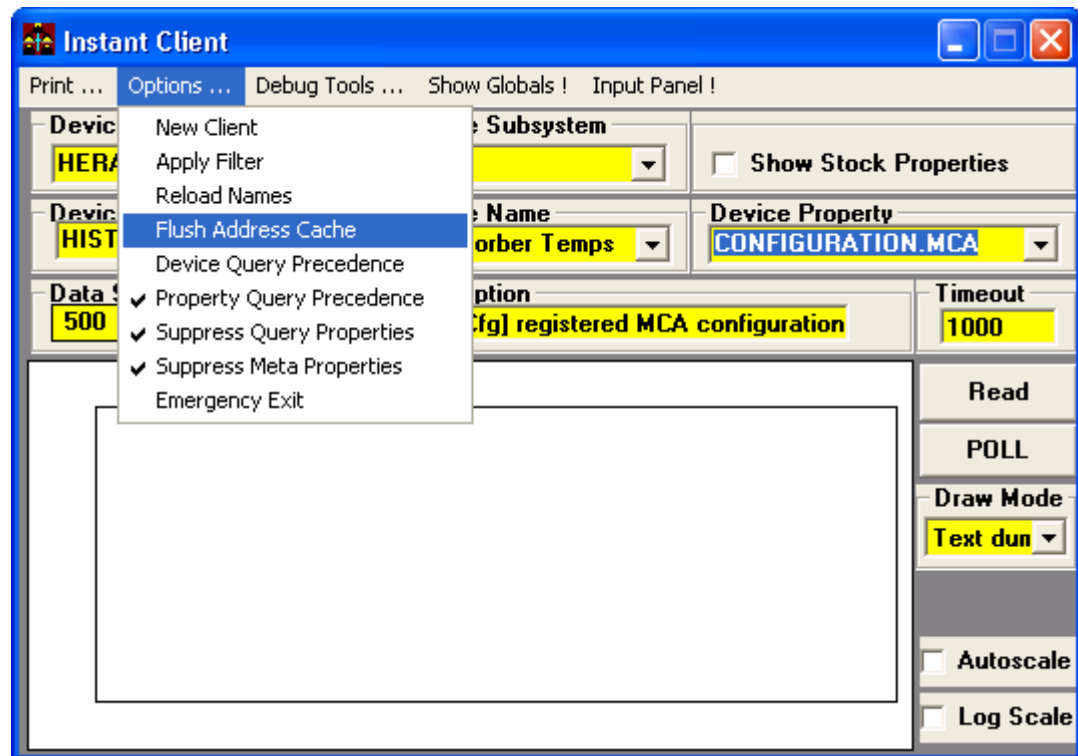 Instant Client
Print ... Options ... Debug Tools ... Show Globals ! Input Panel !
New Client
Apply Filter
Reload Names
Flush Address Cache
Device Query Precedence
Property Query Precedence
Suppress Query Properties
Suppress Meta Properties
Emergency Exit
Devic
HERA
Subsystem
Show Stock Properties
Devic
HIST
Name
orber Temps
Device Property
CONFIGURATION.MCA
Data
500
ption
Cfg] registered MCA configuration
Timeout
1000
Read
POLL
Draw Mode
Text dun
Autoscale
Log Scale